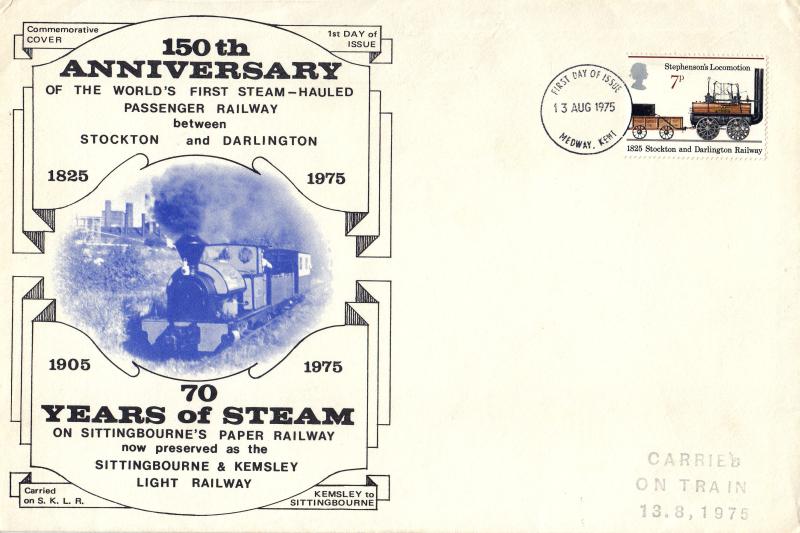 Commemorative
COVER
1st DAY of
ISSUE
150th
ANNIVERSARY
OF THE WORLD'S FIRST STEAM-HAULED
PASSENGER RAILWAY
between
STOCKTON and DARLINGTON
1825
1975
1905
1975
70
YEARS of STEAM
ON SITTINGBOURNE'S PAPER RAILWAY
now preserved as the
SITTINGBOURNE & KEMSLEY
LIGHT RAILWAY
Carried
on S. K. L. R.
KEMSLEY to
SITTINGBOURNE
FIRST DAY OF ISSUE
13 AUG 1975
MEDWAY, KENT
Stephenson's Locomotion
7P
1825 Stockton and Darlington Railway
CARRIED
ON TRAIN
13.8,1975